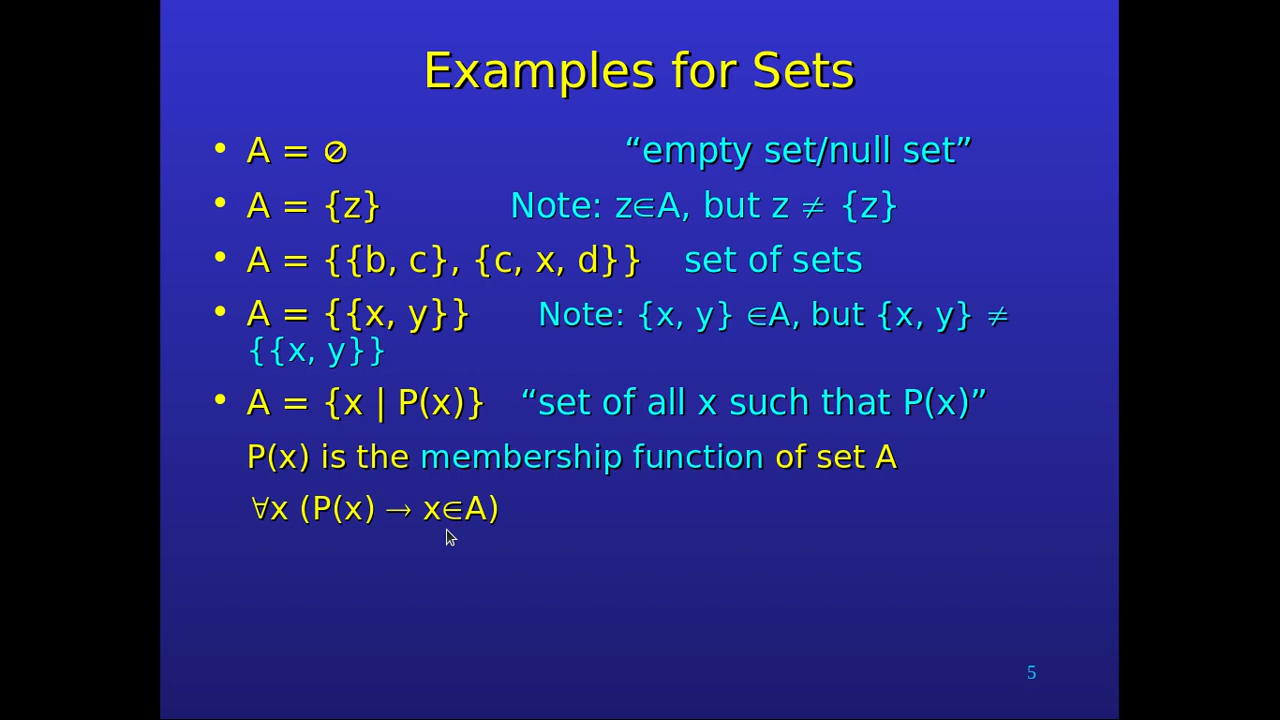 Examples for Sets
• A = ∅ “empty set/null set”
• A = {z} Note: z∈A, but z ≠ {z}
• A = {{b, c}, {c, x, d}} set of sets
• A = {{x, y}} Note: {x, y} ∈A, but {x, y} ≠
{{x, y}}
• A = {x | P(x)} “set of all x such that P(x)”
P(x) is the membership function of set A
∀x (P(x) → x∈A)
5